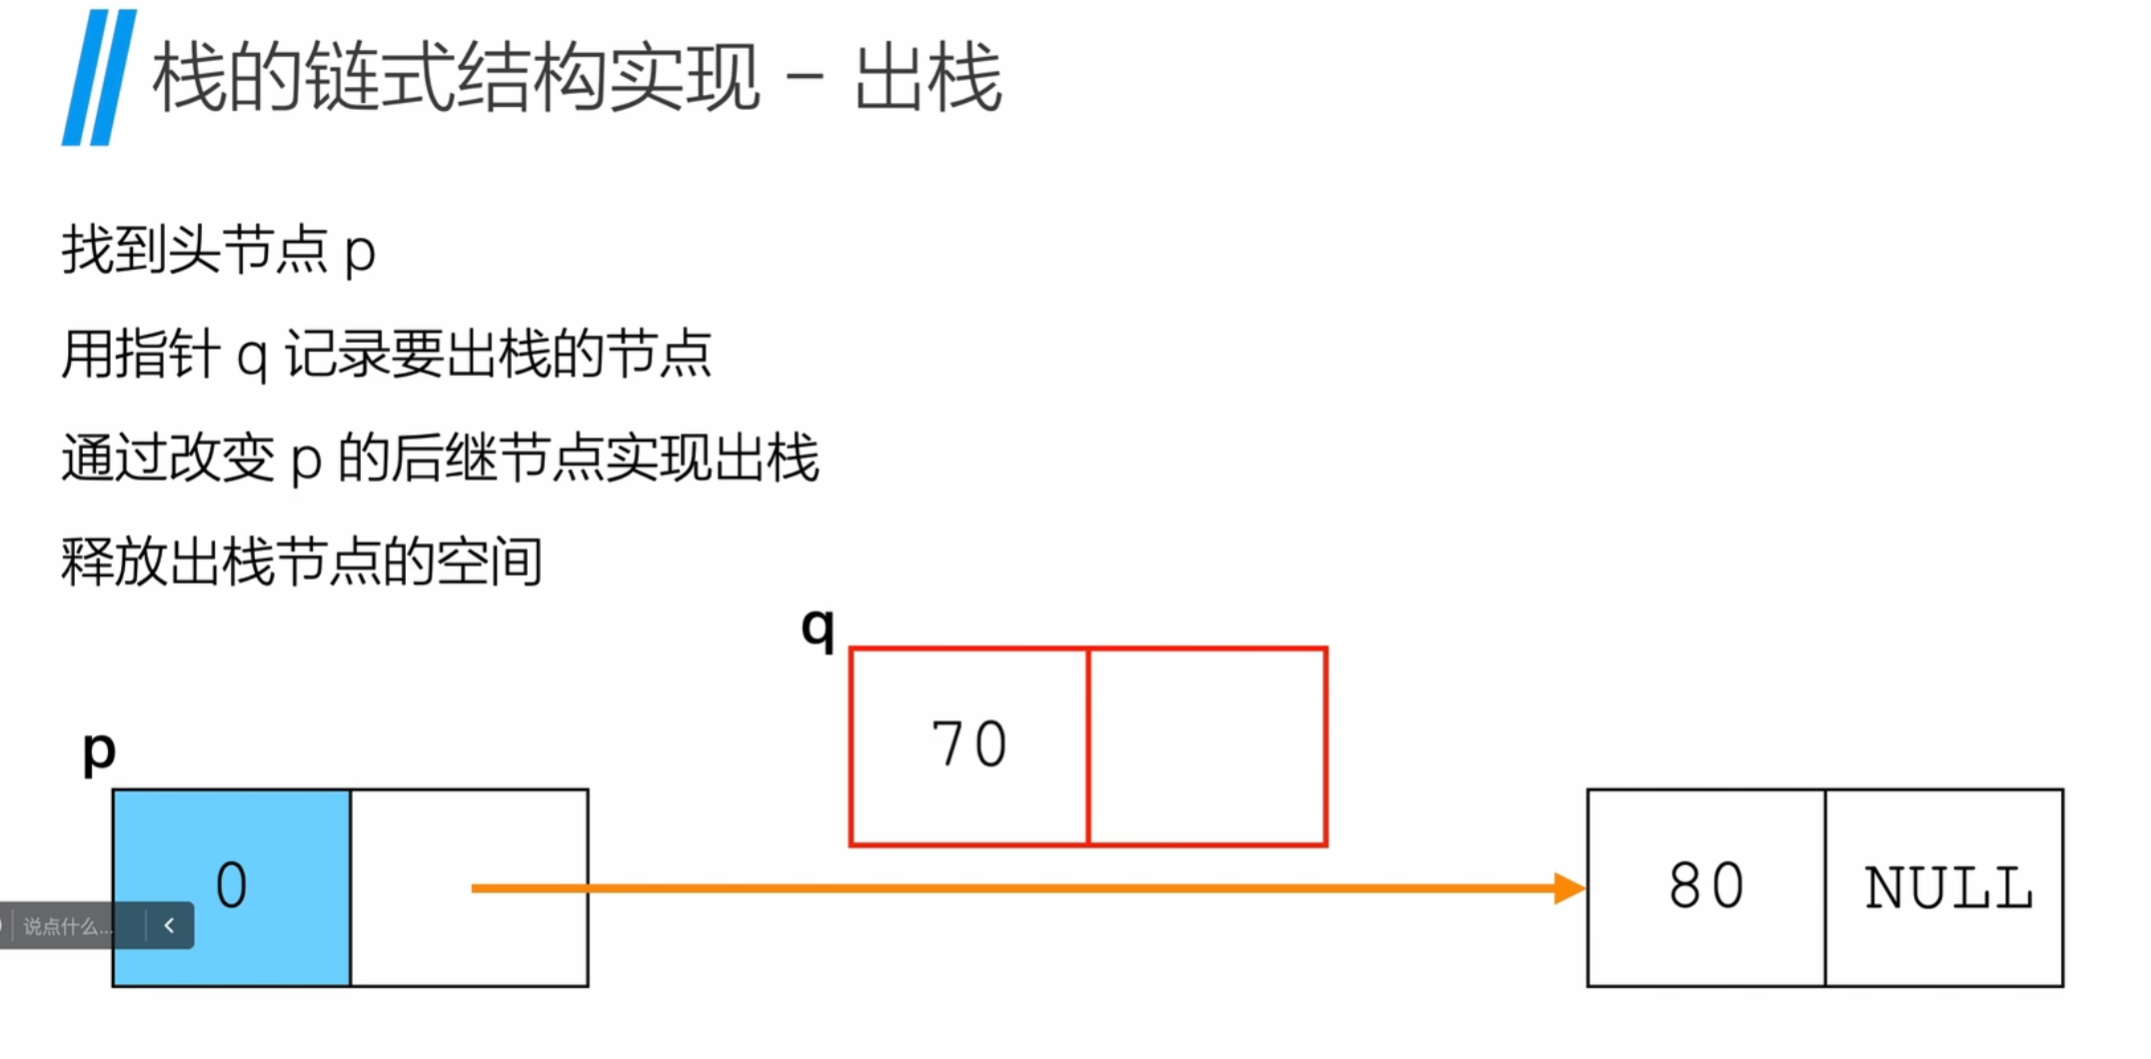 栈的链式结构实现 - 出栈
找到头节点 p
用指针 q 记录要出栈的节点
通过改变 p 的后继节点实现出栈
释放出栈节点的空间
q
70
p
0
80
NULL
说点什么...